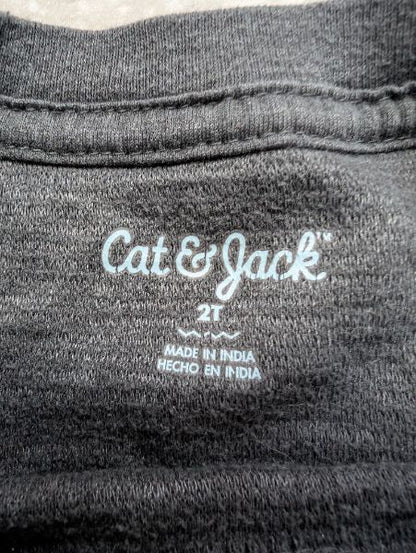 Cat & Jack™
2T
MADE IN INDIA
HECHO EN INDIA